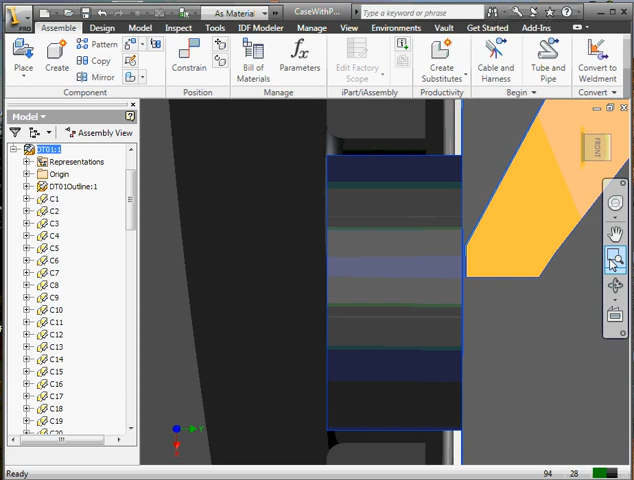 PRO
As Material
CaseWithP...
Type a keyword or phrase
Assemble Design Model Inspect Tools IDF Modeler Manage View Environments Vault Get Started Add-Ins
Place
Create
Pattern
Copy
Mirror
Constrain
Bill of
Materials
fx
Parameters
Edit Factory
Scope
Create
Substitutes
Cable and
Harness
Tube and
Pipe
Convert to
Weldment
Component Position Manage iPart/iAssembly Productivity Begin Convert
Model
Assembly View
DT01:1
Representations
Origin
DT01Outline:1
C1
C2
C3
C4
C5
C6
C7
C8
C9
C10
C11
C12
C13
C14
C15
C16
C17
C18
C19
C20
FRONT
Y
Ready
94 28